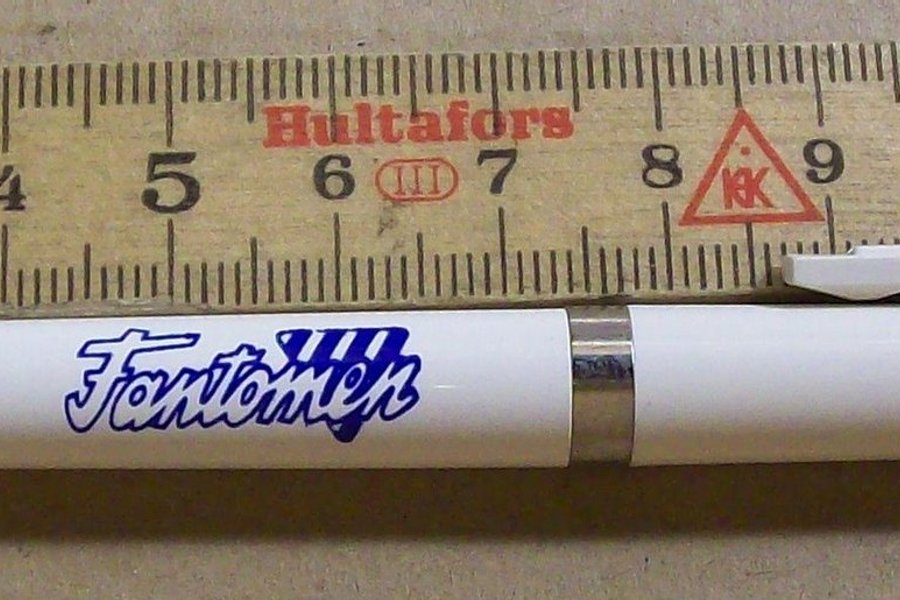 Hultafors
4 5 6 III 7 8 KK 9
Fantomen